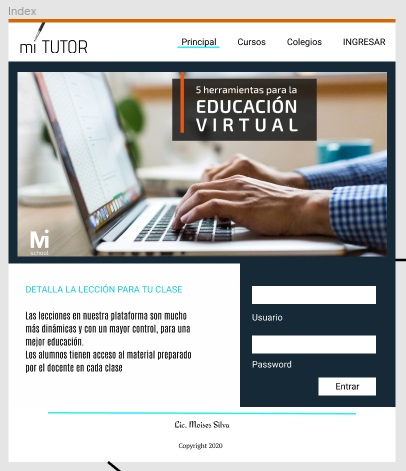 Index
mi TUTOR
Principal Cursos Colegios INGRESAR
5 herramientas para la
EDUCACIÓN
VIRTUAL
Mi
school
DETALLA LA LECCIÓN PARA TU CLASE
Las lecciones en nuestra plataforma son mucho
más dinámicas y con un mayor control, para una
mejor educación.
Los alumnos tienen acceso al material preparado
por el docente en cada clase
Usuario
Password
Entrar
Lic. Moises Silva
Copyright 2020